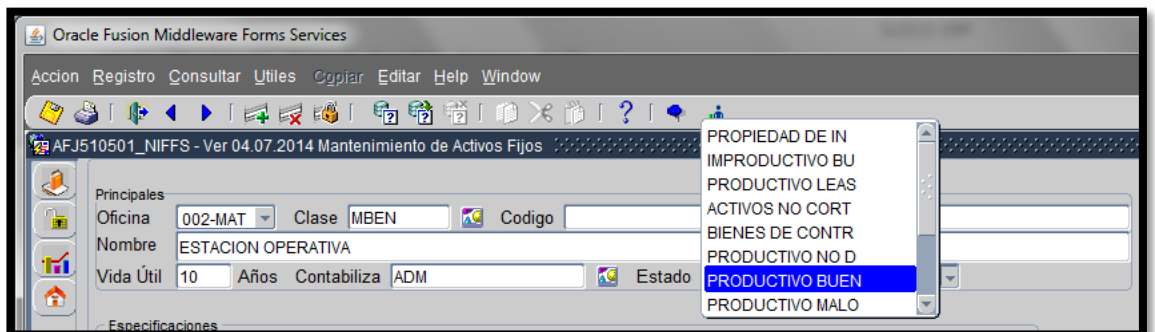 Oracle Fusion Middleware Forms Services
Accion Registro Consultar Utiles Copiar Editar Help Window
AFJ510501_NIFFS - Ver 04.07.2014 Mantenimiento de Activos Fijos
Principales
Oficina 002-MAT Clase MBEN Codigo
Nombre ESTACION OPERATIVA
Vida Útil 10 Años Contabiliza ADM Estado
PROPIEDAD DE IN
IMPRODUCTIVO BU
PRODUCTIVO LEAS
ACTIVOS NO CORT
BIENES DE CONTR
PRODUCTIVO NO D
PRODUCTIVO BUEN
PRODUCTIVO MALO
Especificaciones